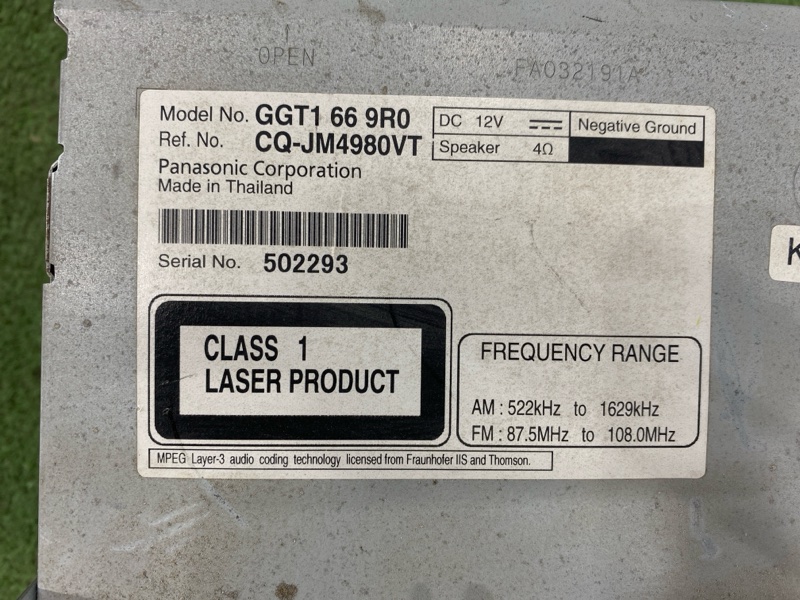 OPEN
FA032191A
Model No. GGT1 66 9R0
Ref. No. CQ-JM4980VT
Panasonic Corporation
Made in Thailand
DC 12V
Negative Ground
Speaker 4Ω
Serial No. 502293
CLASS 1
LASER PRODUCT
FREQUENCY RANGE
AM : 522kHz to 1629kHz
FM : 87.5MHz to 108.0MHz
MPEG Layer-3 audio coding technology licensed from Fraunhofer IIS and Thomson.
K